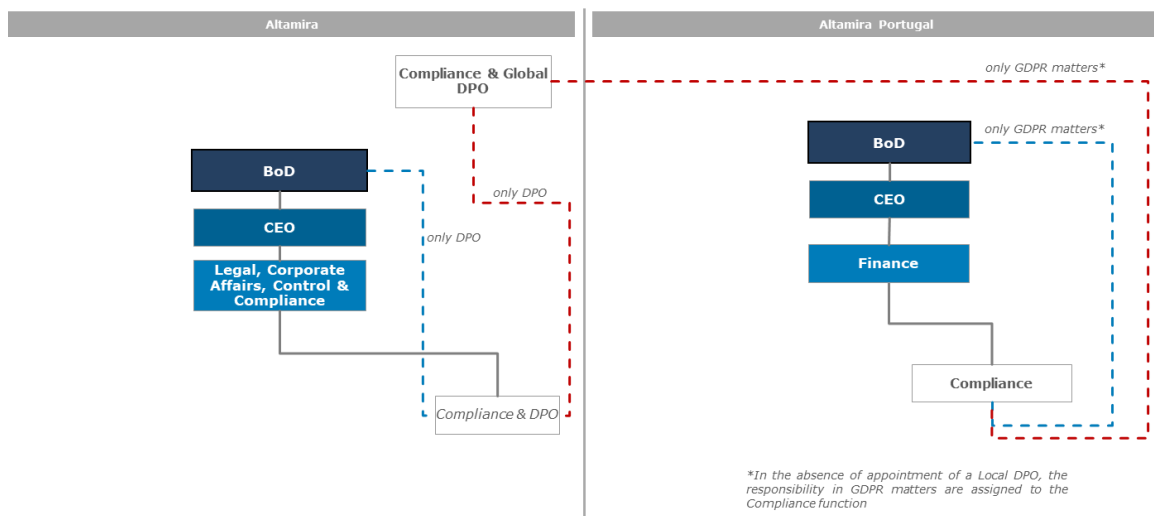 Altamira
Altamira Portugal
Compliance & Global
DPO
only GDPR matters*
only GDPR matters*
BoD
BoD
only DPO
CEO
CEO
only DPO
Legal, Corporate
Affairs, Control &
Compliance
Finance
Compliance
Compliance & DPO
*In the absence of appointment of a Local DPO, the
responsibility in GDPR matters are assigned to the
Compliance function